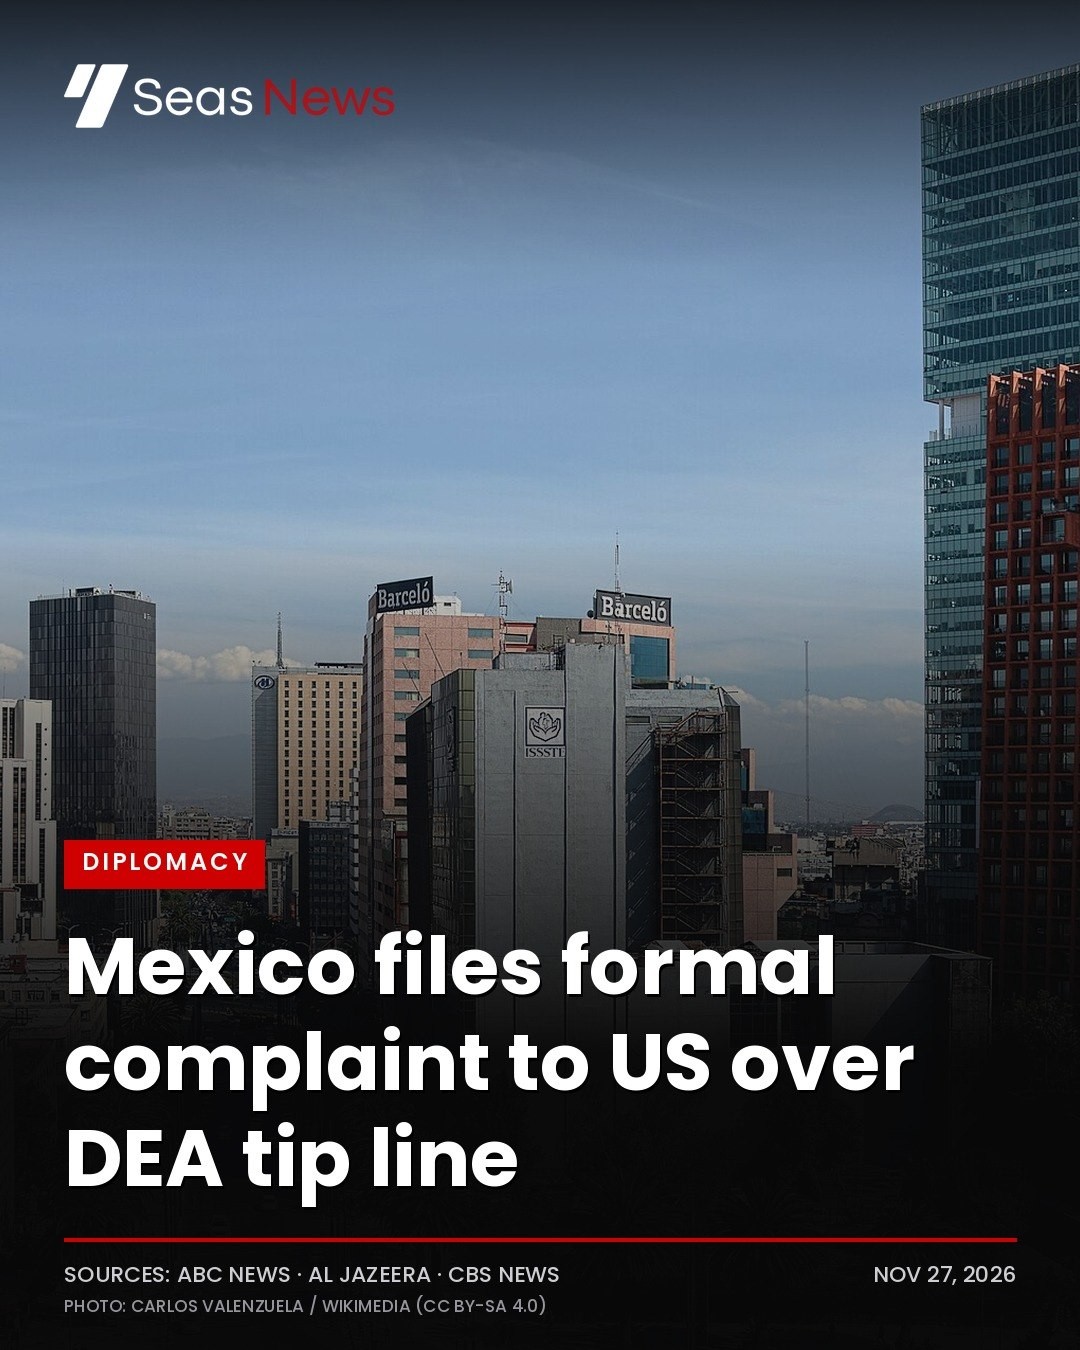 Seas News
Barceló
Barceló
ISSSTE
DIPLOMACY
Mexico files formal
complaint to US over
DEA tip line
SOURCES: ABC NEWS · AL JAZEERA · CBS NEWS
NOV 27, 2026
PHOTO: CARLOS VALENZUELA / WIKIMEDIA (CC BY-SA 4.0)